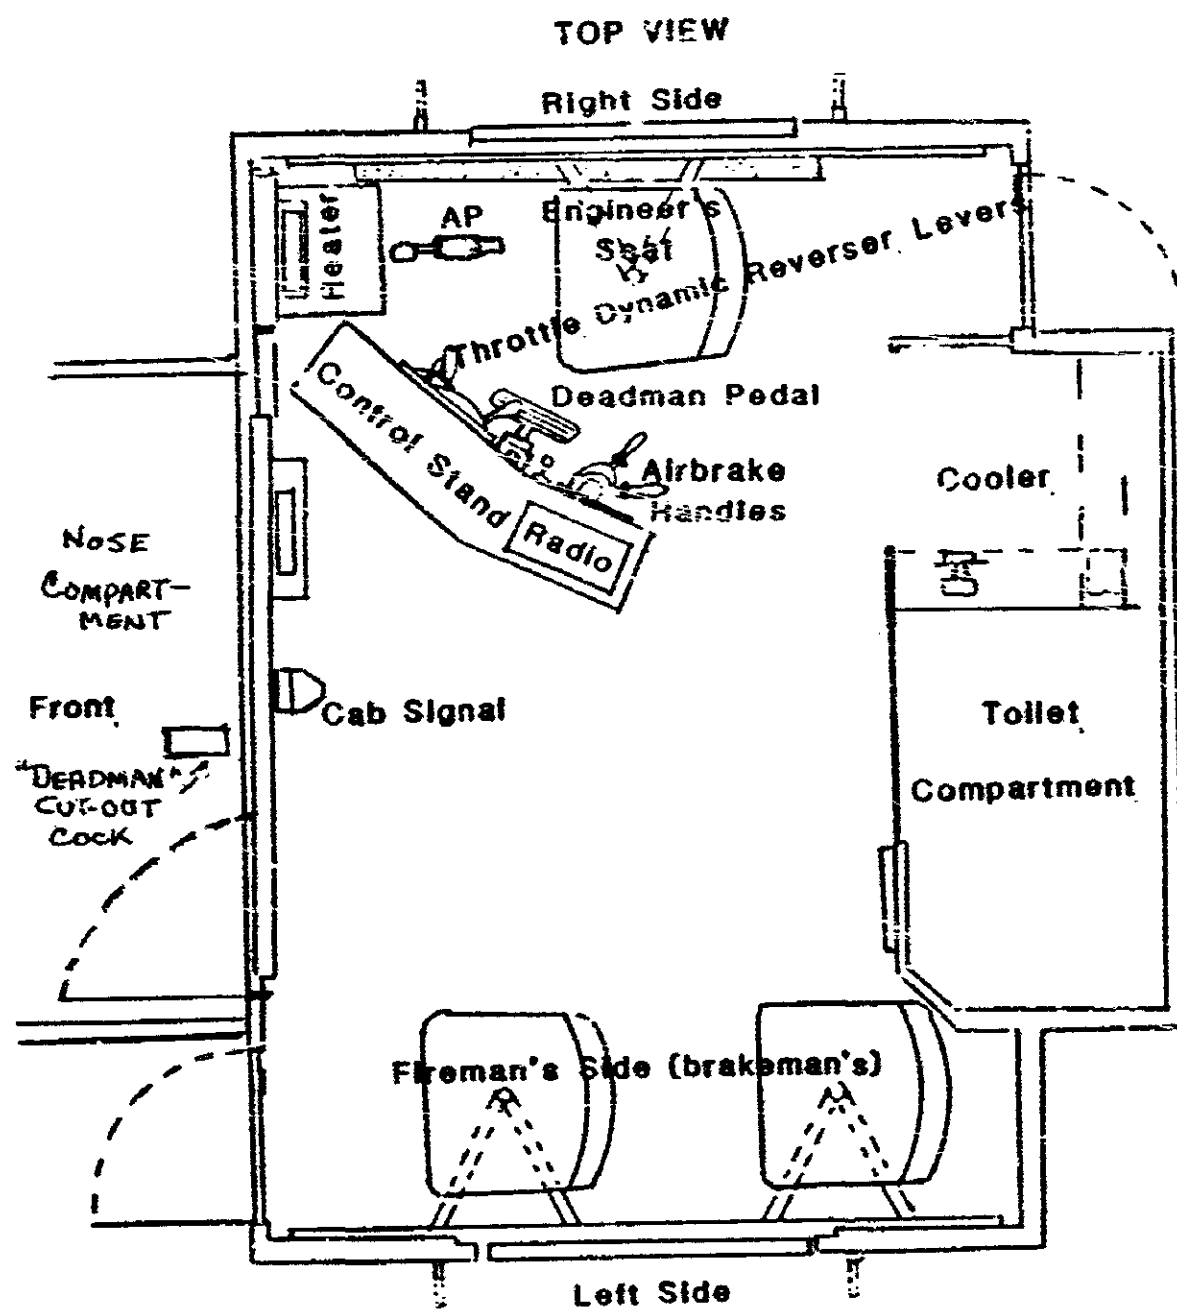 TOP VIEW
Right Side
Heater
AP
Engineer's
Seat
Throttle Dynamic Reverser Levers
Deadman Pedal
Control Stand
Radio
Airbrake
Handles
Cooler
NOSE
COMPART-
MENT
Front
Cab Signal
Toilet
Compartment
"DEADMAN"
CUT-OUT
COCK
Fireman's Side (brakeman's)
Left Side